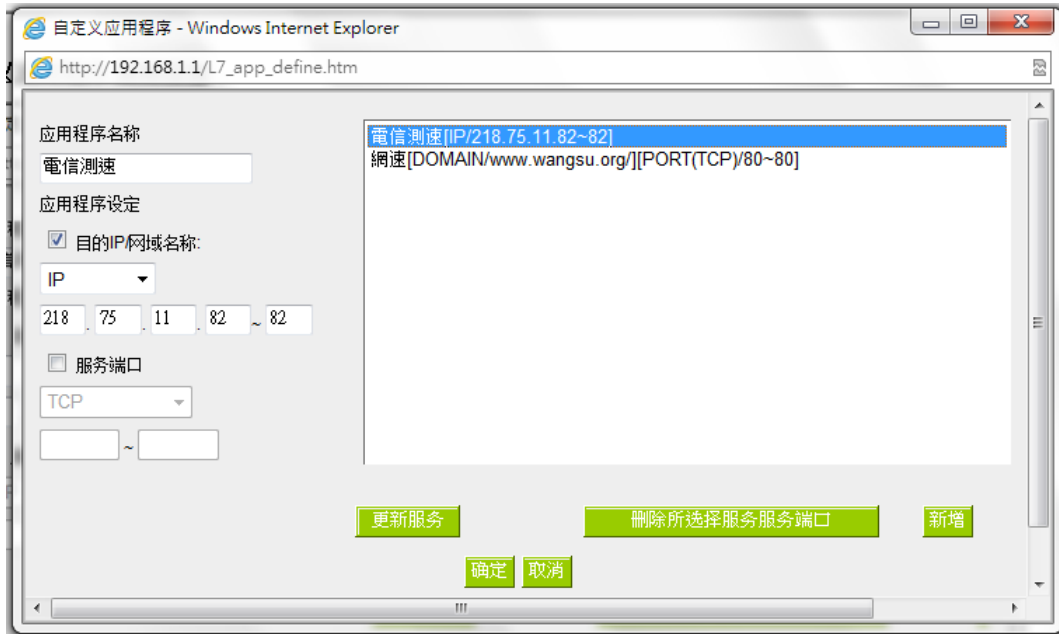 自定义应用程序 - Windows Internet Explorer
http://192.168.1.1/L7_app_define.htm
应用程序名称
電信測速
应用程序设定
目的IP/网域名称:
IP
218 . 75 . 11 . 82 ~ 82
服务端口
TCP
~
電信測速[IP/218.75.11.82~82]
網速[DOMAIN/www.wangsu.org/][PORT(TCP)/80~80]
更新服务 删除所选择服务服务端口 新增
确定 取消